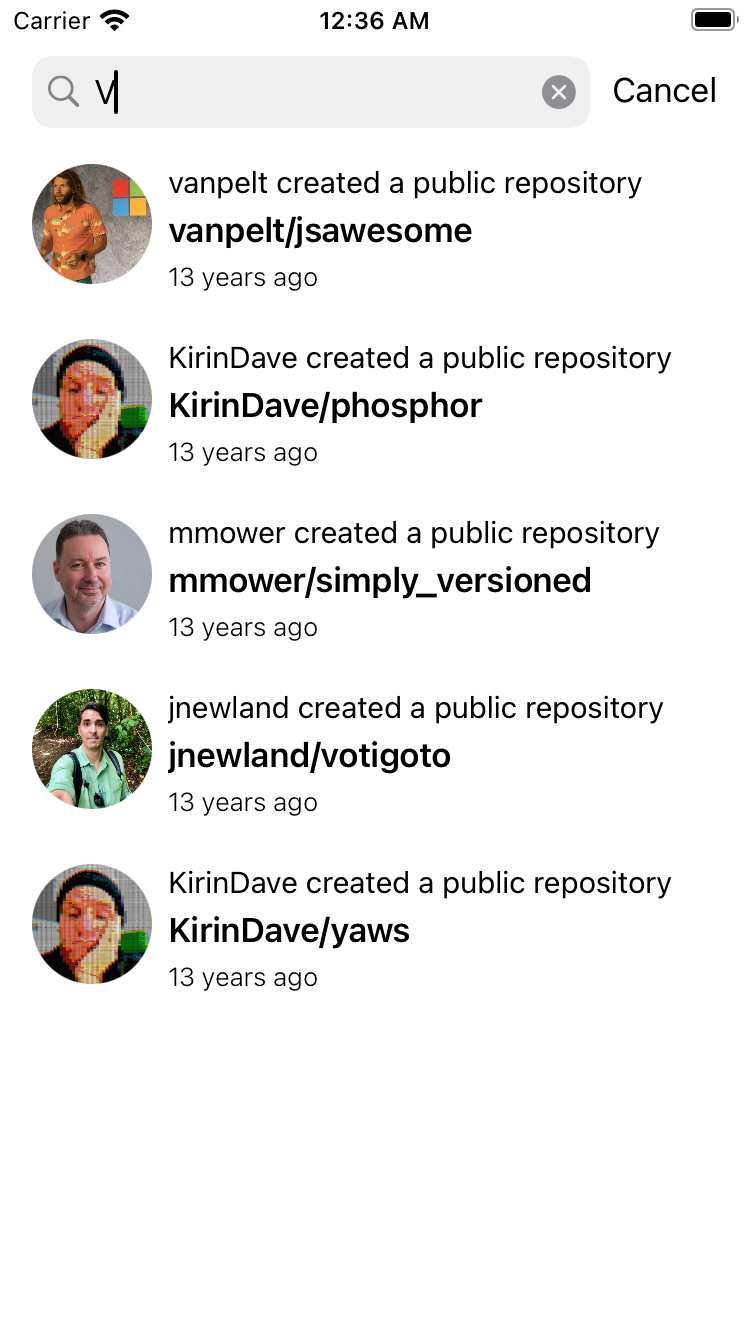 Carrier 12:36 AM
V Cancel
vanpelt created a public repository
vanpelt/jsawesome
13 years ago
KirinDave created a public repository
KirinDave/phosphor
13 years ago
mmower created a public repository
mmower/simply_versioned
13 years ago
jnewland created a public repository
jnewland/votigoto
13 years ago
KirinDave created a public repository
KirinDave/yaws
13 years ago